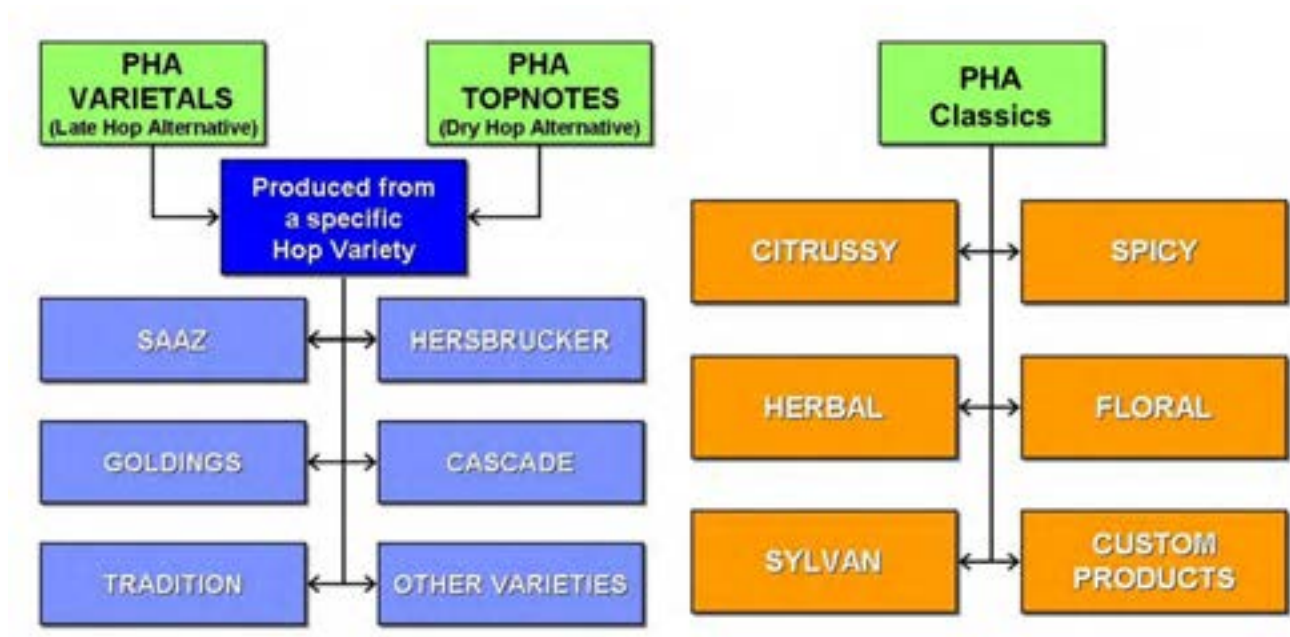 PHA
VARIETALS
(Late Hop Alternative)
PHA
TOPNOTES
(Dry Hop Alternative)
Produced from
a specific
Hop Variety
SAAZ
HERSBRUCKER
GOLDINGS
CASCADE
TRADITION
OTHER VARIETIES
PHA
Classics
CITRUSSY
SPICY
HERBAL
FLORAL
SYLVAN
CUSTOM
PRODUCTS